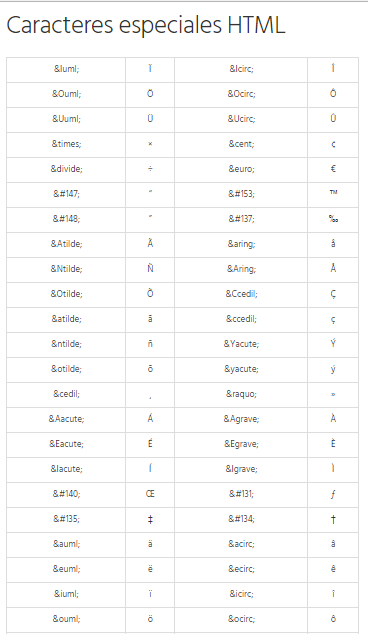 Caracteres especiales HTML
&Iuml; Ï &Icirc; Î
&Ouml; Ö &Ocirc; Ô
&Uuml; Ü &Ucirc; Û
&times; × &cent; ¢
&divide; ÷ &euro; €
&#147; “ &#153; ™
&#148; ” &#137; ‰
&Atilde; Ã &aring; å
&Ntilde; Ñ &Aring; Å
&Otilde; Õ &Ccedil; Ç
&atilde; ã &ccedil; ç
&ntilde; ñ &Yacute; Ý
&otilde; õ &yacute; ý
&cedil; ¸ &raquo; »
&Aacute; Á &Agrave; À
&Eacute; É &Egrave; È
&Iacute; Í &Igrave; Ì
&#140; Œ &#131; ƒ
&#135; ‡ &#134; †
&auml; ä &acirc; â
&euml; ë &ecirc; ê
&iuml; ï &icirc; î
&ouml; ö &ocirc; ô